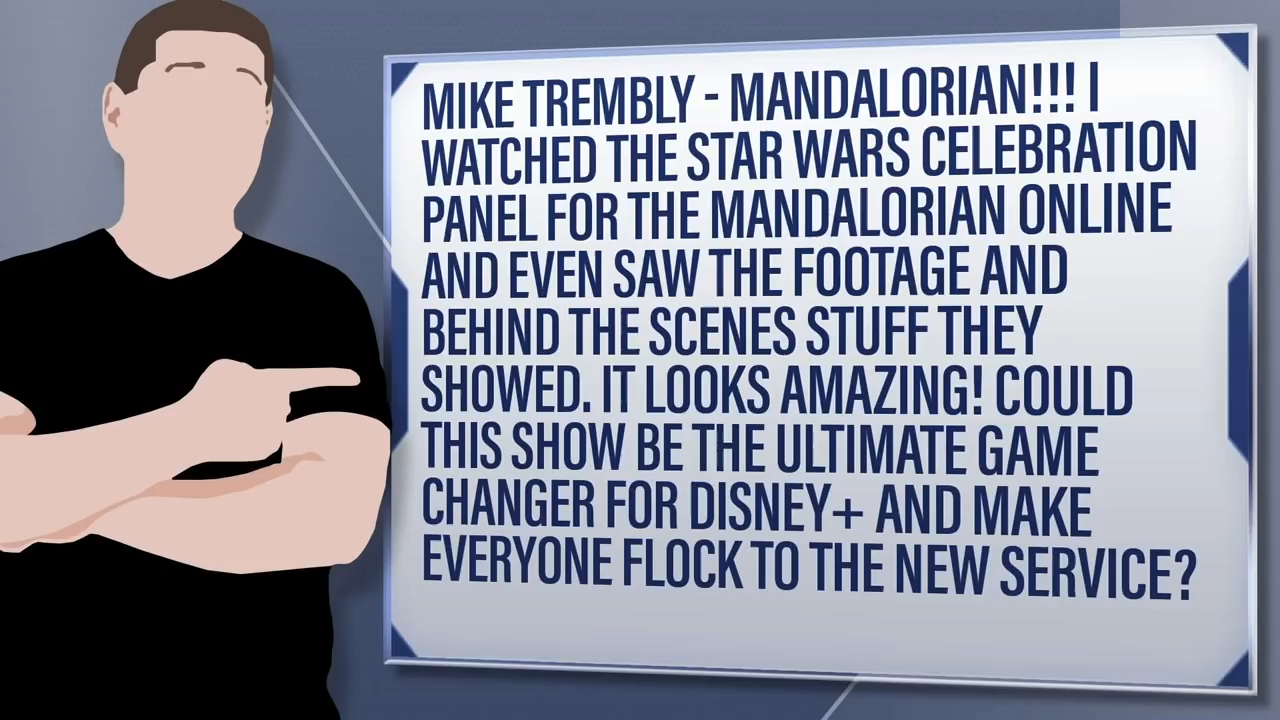 MIKE TREMBLY - MANDALORIAN!!! I
WATCHED THE STAR WARS CELEBRATION
PANEL FOR THE MANDALORIAN ONLINE
AND EVEN SAW THE FOOTAGE AND
BEHIND THE SCENES STUFF THEY
SHOWED. IT LOOKS AMAZING! COULD
THIS SHOW BE THE ULTIMATE GAME
CHANGER FOR DISNEY+ AND MAKE
EVERYONE FLOCK TO THE NEW SERVICE?